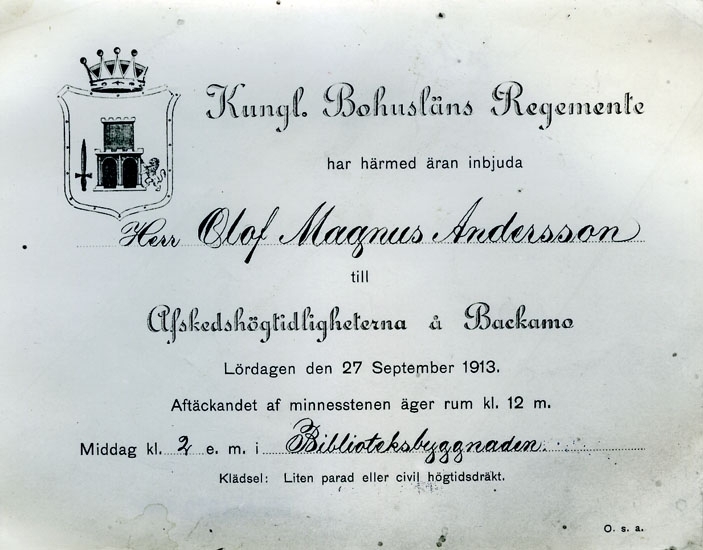 Kungl. Bohusläns Regemente
har härmed äran inbjuda
Herr Olof Magnus Andersson
till
Afskedshögtidligheterna å Backamo
Lördagen den 27 September 1913.
Aftäckandet af minnesstenen äger rum kl. 12 m.
Middag kl. 2 e. m. i Biblioteksbyggnaden.
Klädsel: Liten parad eller civil högtidsdräkt.
O. s. a.